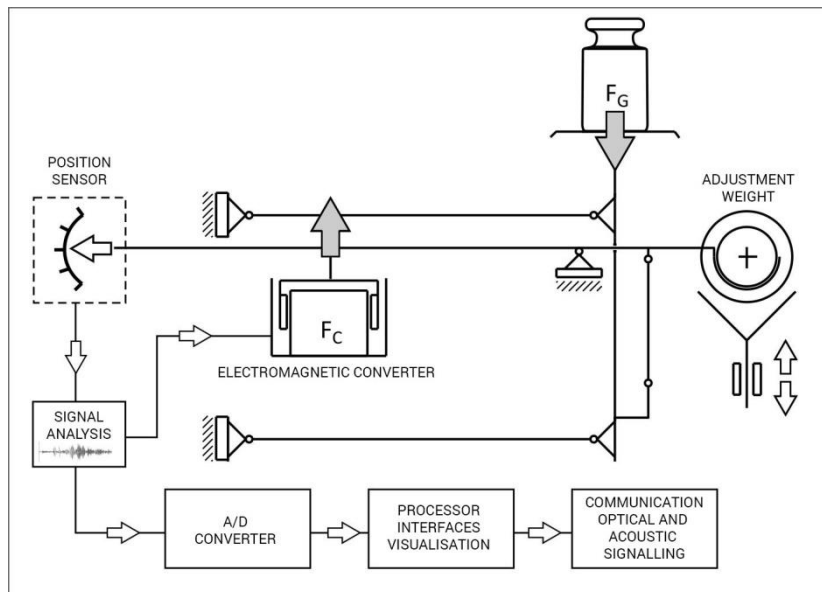 F_G
POSITION
SENSOR
ADJUSTMENT
WEIGHT
F_C
ELECTROMAGNETIC CONVERTER
SIGNAL
ANALYSIS
A/D
CONVERTER
PROCESSOR
INTERFACES
VISUALISATION
COMMUNICATION
OPTICAL AND
ACOUSTIC
SIGNALLING